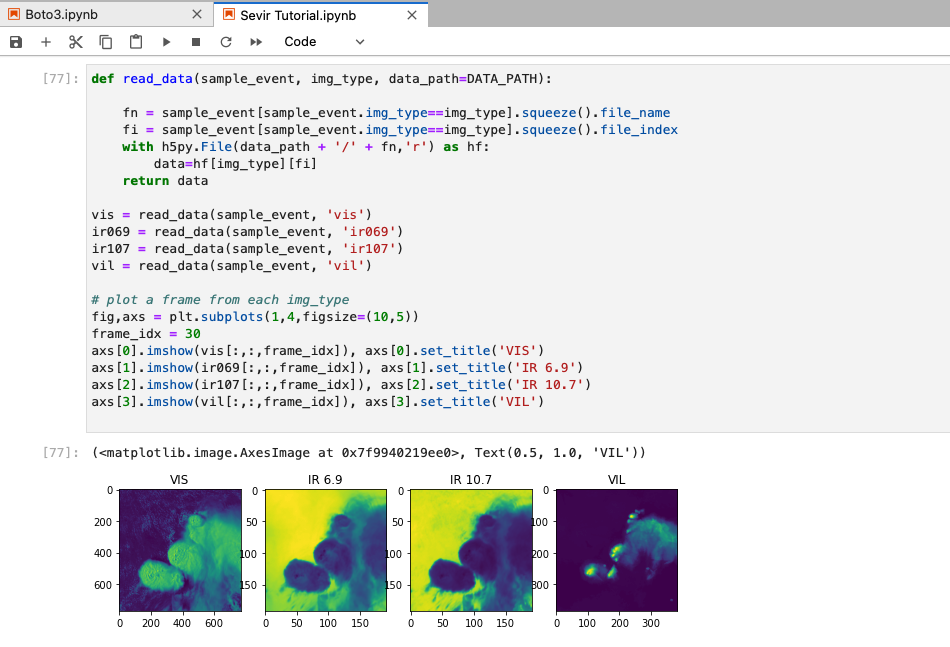 Boto3.ipynb
Sevir Tutorial.ipynb
Code
[77]:
def read_data(sample_event, img_type, data_path=DATA_PATH):
    fn = sample_event[sample_event.img_type==img_type].squeeze().file_name
    fi = sample_event[sample_event.img_type==img_type].squeeze().file_index
    with h5py.File(data_path + '/' + fn,'r') as hf:
        data=hf[img_type][fi]
    return data
vis = read_data(sample_event, 'vis')
ir069 = read_data(sample_event, 'ir069')
ir107 = read_data(sample_event, 'ir107')
vil = read_data(sample_event, 'vil')
# plot a frame from each img_type
fig,axs = plt.subplots(1,4,figsize=(10,5))
frame_idx = 30
axs[0].imshow(vis[:,:,frame_idx]), axs[0].set_title('VIS')
axs[1].imshow(ir069[:,:,frame_idx]), axs[1].set_title('IR 6.9')
axs[2].imshow(ir107[:,:,frame_idx]), axs[2].set_title('IR 10.7')
axs[3].imshow(vil[:,:,frame_idx]), axs[3].set_title('VIL')
[77]: (<matplotlib.image.AxesImage at 0x7f9940219ee0>, Text(0.5, 1.0, 'VIL'))
VIS
0
200
400
600
0 200 400 600
IR 6.9
0
50
100
150
0 50 100 150
IR 10.7
0
50
100
150
0 50 100 150
VIL
0
100
200
300
0 100 200 300